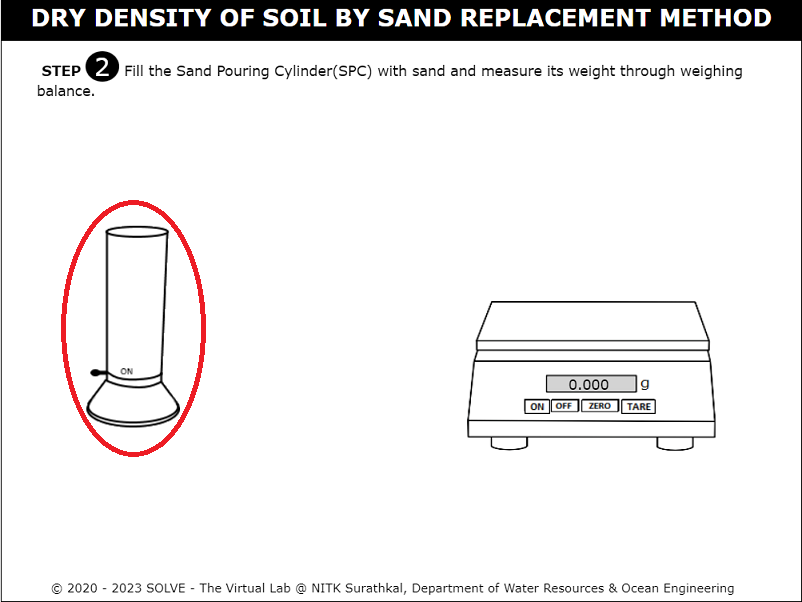 DRY DENSITY OF SOIL BY SAND REPLACEMENT METHOD
STEP 2 Fill the Sand Pouring Cylinder(SPC) with sand and measure its weight through weighing
balance.
ON
0.000 g
ON OFF ZERO TARE
© 2020 - 2023 SOLVE - The Virtual Lab @ NITK Surathkal, Department of Water Resources & Ocean Engineering